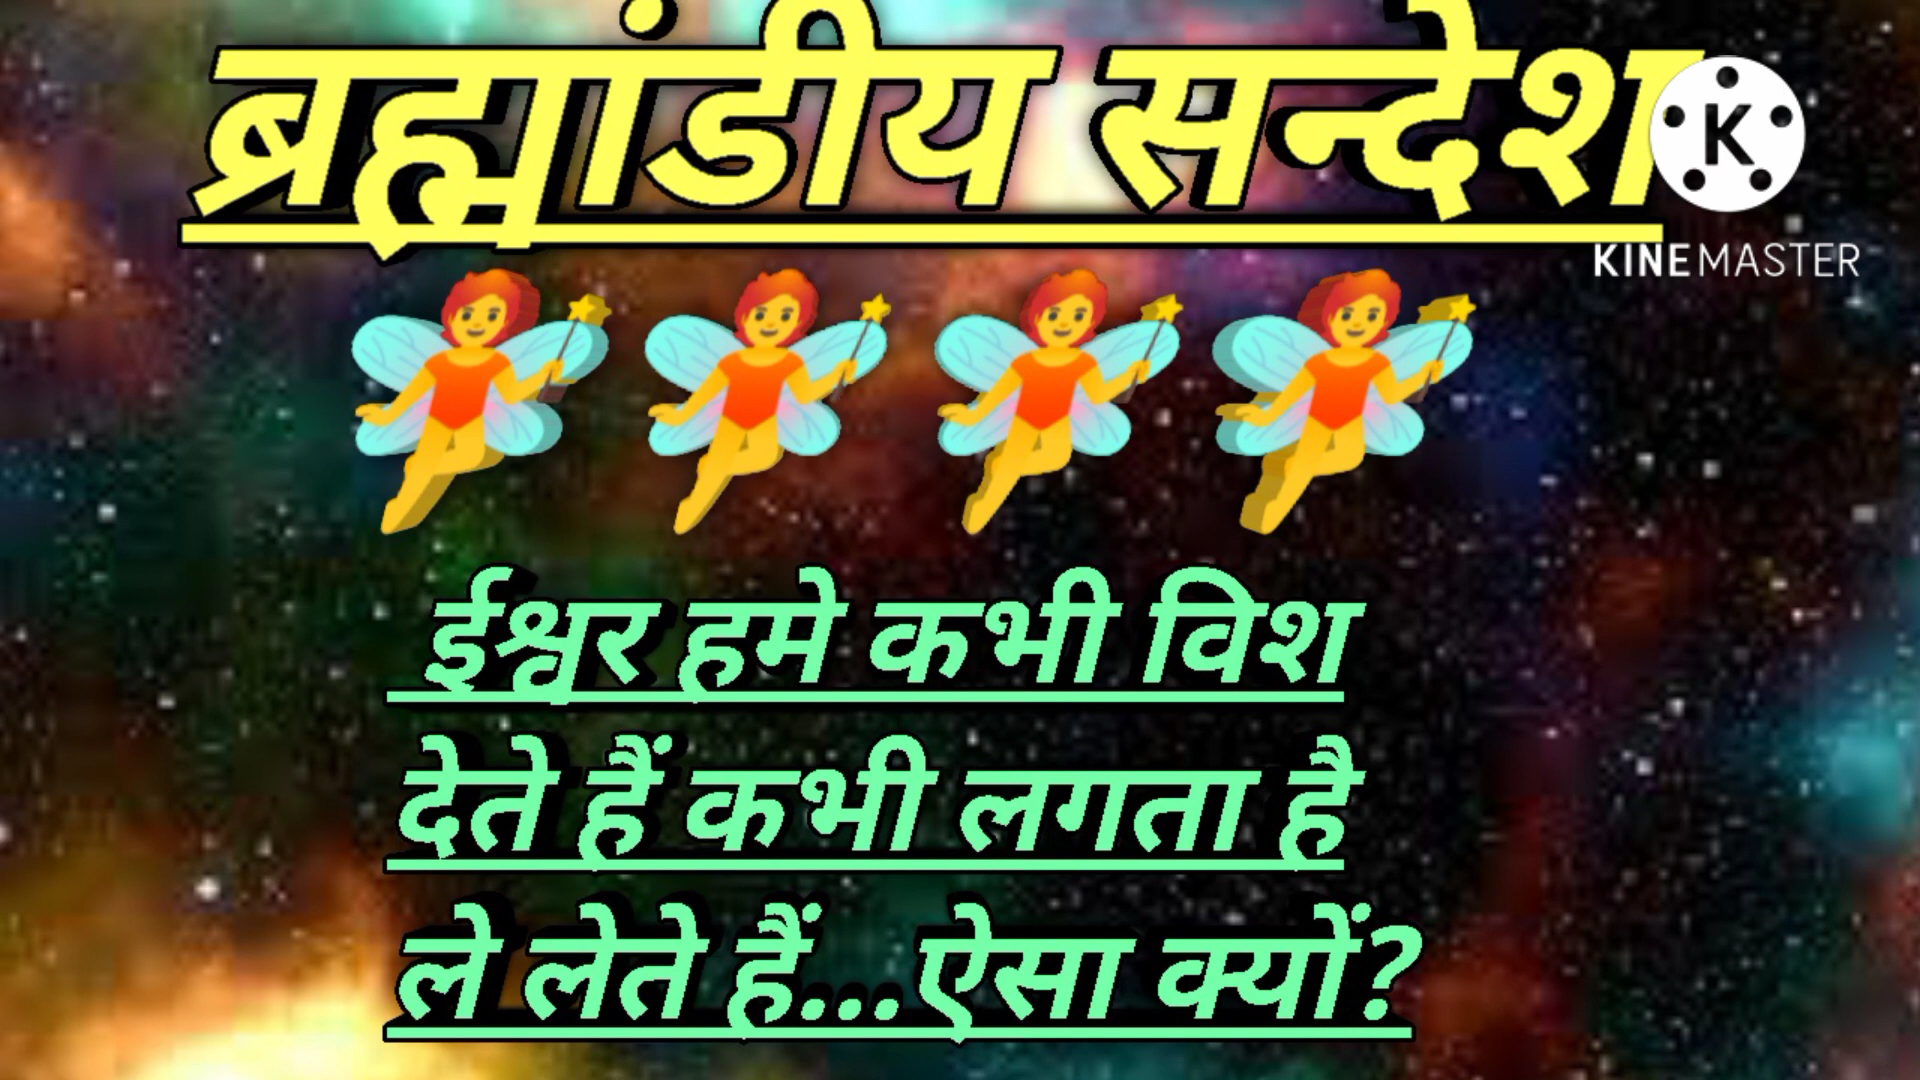 ब्रह्मांडीय सन्देश
K
KINEMASTER
ईश्वर हमे कभी विश
देते हैं कभी लगता है
ले लेते हैं...ऐसा क्यों?